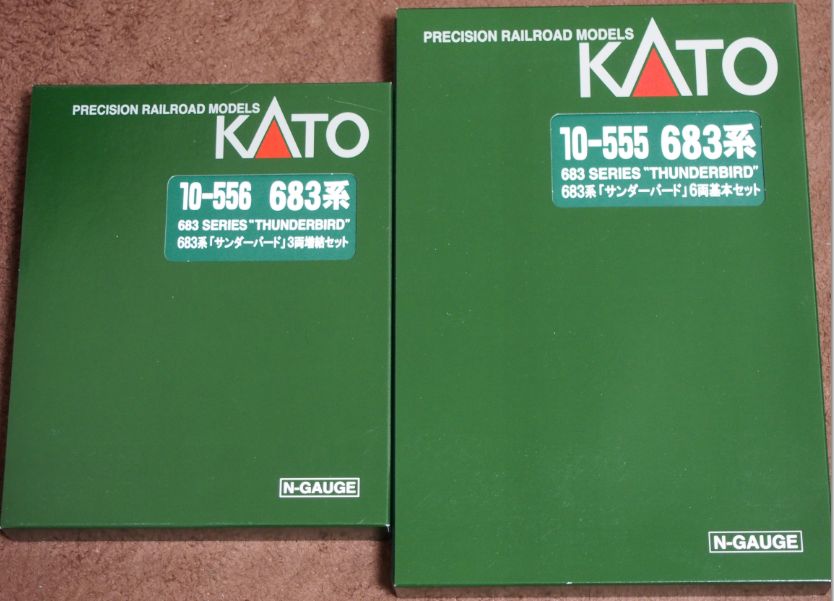 PRECISION RAILROAD MODELS
KATO
10-556 683系
683 SERIES "THUNDERBIRD"
683系「サンダーバード」3両増結セット
N-GAUGE
PRECISION RAILROAD MODELS
KATO
10-555 683系
683 SERIES "THUNDERBIRD"
683系「サンダーバード」6両基本セット
N-GAUGE